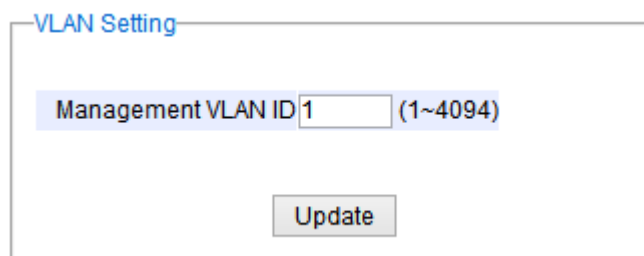 VLAN Setting
Management VLAN ID 1 (1~4094)
Update